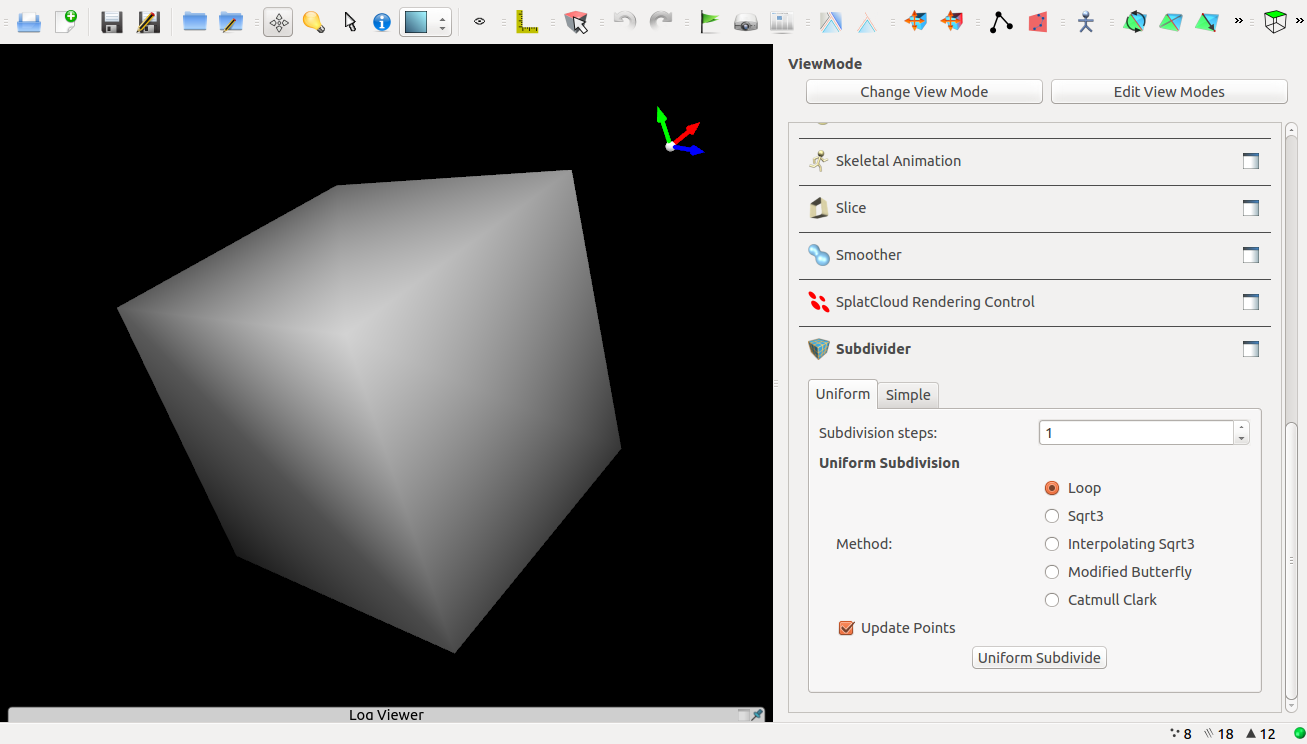 ViewMode
Change View Mode
Edit View Modes
Skeletal Animation
Slice
Smoother
SplatCloud Rendering Control
Subdivider
Uniform
Simple
Subdivision steps:
1
Uniform Subdivision
Loop
Sqrt3
Method:
Interpolating Sqrt3
Modified Butterfly
Catmull Clark
Update Points
Uniform Subdivide
Log Viewer
8
18
12